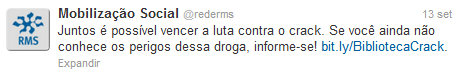 Mobilização Social @rederms 13 set
Juntos é possível vencer a luta contra o crack. Se você ainda não
conhece os perigos dessa droga, informe-se! bit.ly/BibliotecaCrack.
Expandir
RMS